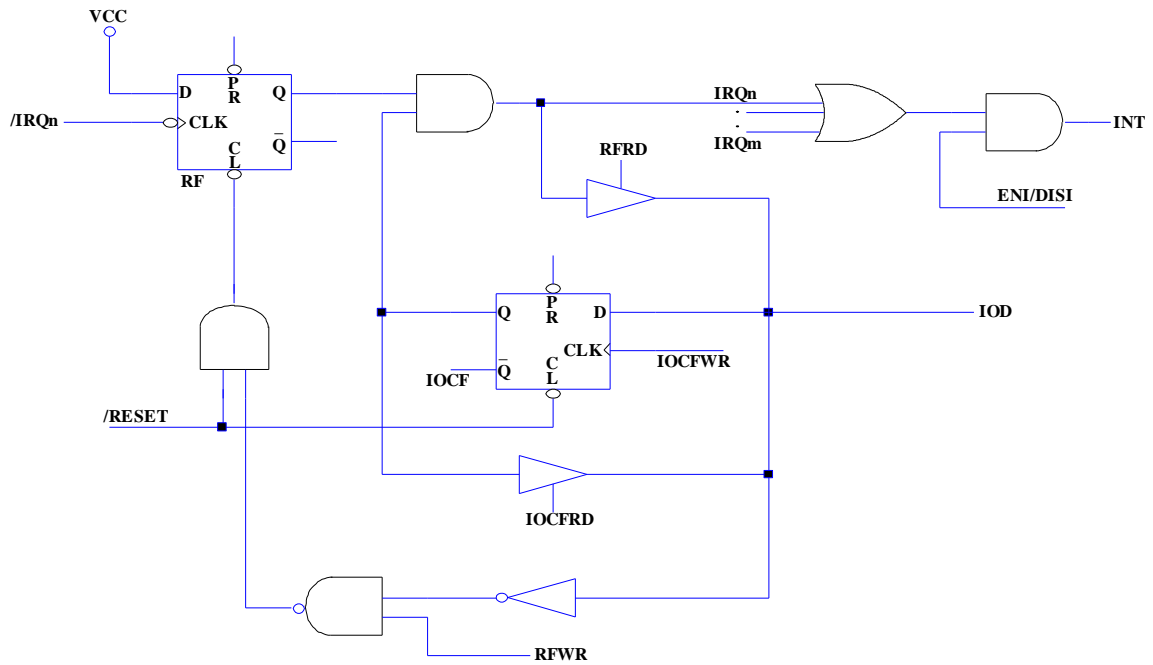 VCC
D
P
R
Q
/IRQn
CLK
Q
C
L
RF
IRQn
IRQm
INT
RFRD
ENI/DISI
P
R
Q
D
IOD
CLK
IOCFWR
C
L
Q
IOCF
/RESET
IOCFRD
RFWR